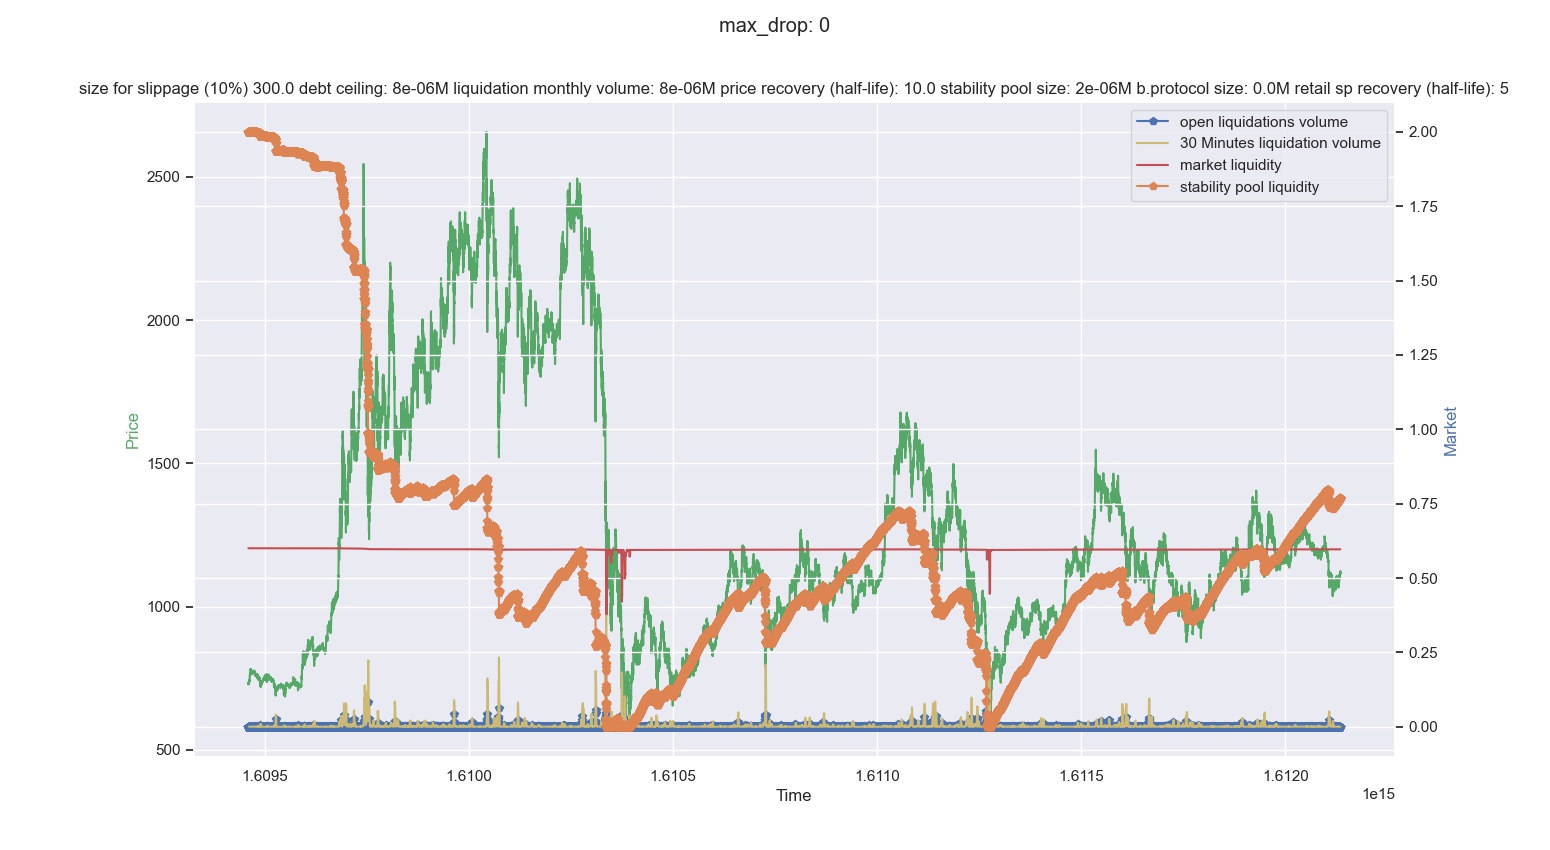 max_drop: 0
size for slippage (10%) 300.0 debt ceiling: 8e-06M liquidation monthly volume: 8e-06M price recovery (half-life): 10.0 stability pool size: 2e-06M b.protocol size: 0.0M retail sp recovery (half-life): 5
open liquidations volume
30 Minutes liquidation volume
market liquidity
stability pool liquidity
2500
2000
1500
1000
500
Price
2.00
1.75
1.50
1.25
1.00
0.75
0.50
0.25
0.00
Market
1.6095 1.6100 1.6105 1.6110 1.6115 1.6120
Time
1e15